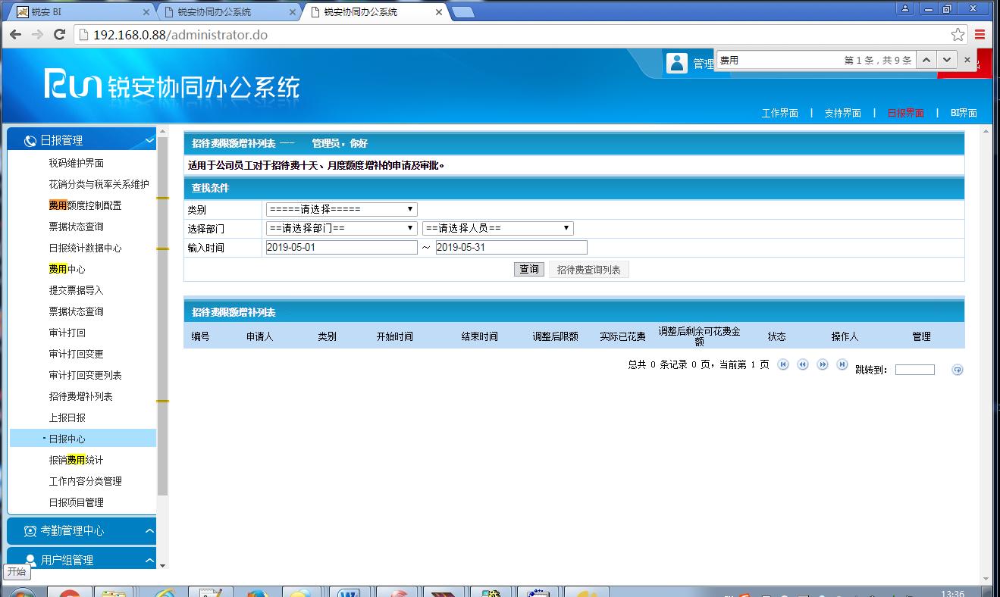 锐安 BI
锐安协同办公系统
锐安协同办公系统
192.168.0.88/administrator.do
Run 锐安协同办公系统
管理
费用
第 1 条，共 9 条
工作界面 | 支持界面 | 日报界面 | BI界面
日报管理
税码维护界面
花销分类与税率关系维护
费用额度控制配置
票据状态查询
日报统计数据中心
费用中心
提交票据导入
票据状态查询
审计打回
审计打回变更
审计打回变更列表
招待费增补列表
上报日报
日报中心
报销费用统计
工作内容分类管理
日报项目管理
考勤管理中心
用户组管理
开始
招待费限额增补列表 --- 管理员，你好
适用于公司员工对于招待费十天、月度额度增补的申请及审批。
查找条件
类别 =====请选择=====
选择部门 ==请选择部门== ==请选择人员==
输入时间 2019-05-01 ~ 2019-05-31
查询 招待费查询列表
招待费限额增补列表
编号 申请人 类别 开始时间 结束时间 调整后限额 实际已花费 调整后剩余可花费金额 状态 操作人 管理
总共 0 条记录 0 页，当前第 1 页 跳转到：
13:36